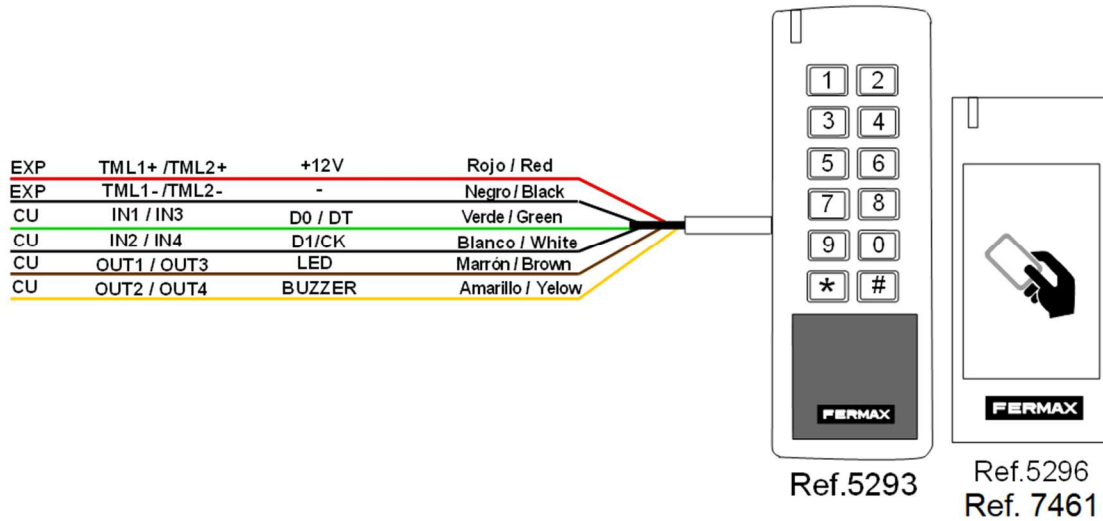 EXP TML1+ /TML2+ +12V Rojo / Red
EXP TML1- /TML2- - Negro / Black
CU IN1 / IN3 D0 / DT Verde / Green
CU IN2 / IN4 D1/CK Blanco / White
CU OUT1 / OUT3 LED Marrón / Brown
CU OUT2 / OUT4 BUZZER Amarillo / Yelow
1 2
3 4
5 6
7 8
9 0
* #
FERMAX
Ref.5293
FERMAX
Ref.5296
Ref. 7461